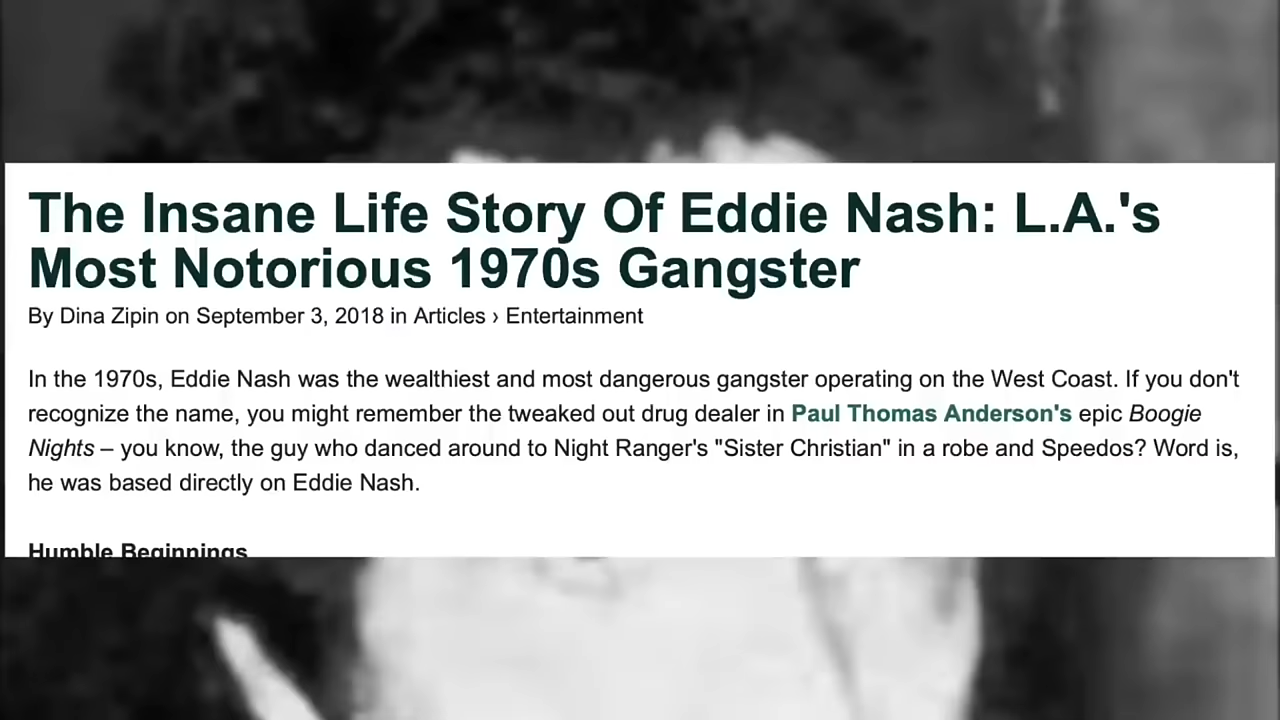 The Insane Life Story Of Eddie Nash: L.A.'s
Most Notorious 1970s Gangster
By Dina Zipin on September 3, 2018 in Articles › Entertainment
In the 1970s, Eddie Nash was the wealthiest and most dangerous gangster operating on the West Coast. If you don't
recognize the name, you might remember the tweaked out drug dealer in Paul Thomas Anderson's epic Boogie
Nights – you know, the guy who danced around to Night Ranger's "Sister Christian" in a robe and Speedos? Word is,
he was based directly on Eddie Nash.
Humble Beginnings